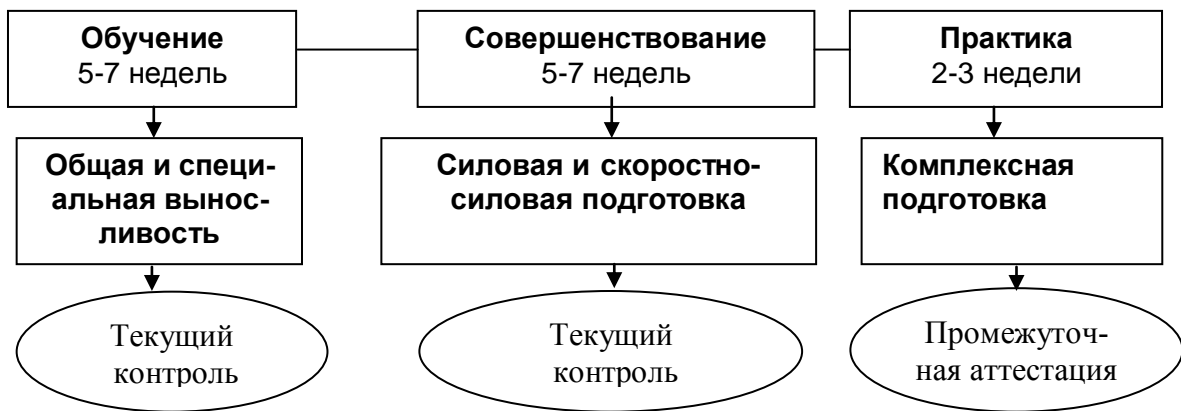 Обучение
5-7 недель
Совершенствование
5-7 недель
Практика
2-3 недели
Общая и специ-
альная вынос-
ливость
Силовая и скоростно-
силовая подготовка
Комплексная
подготовка
Текущий
контроль
Текущий
контроль
Промежуточ-
ная аттестация